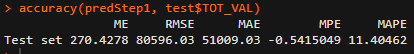 > accuracy(predStep1, test$TOT_VAL)
ME RMSE MAE MPE MAPE
Test set 270.4278 80596.03 51009.03 -0.5415049 11.40416